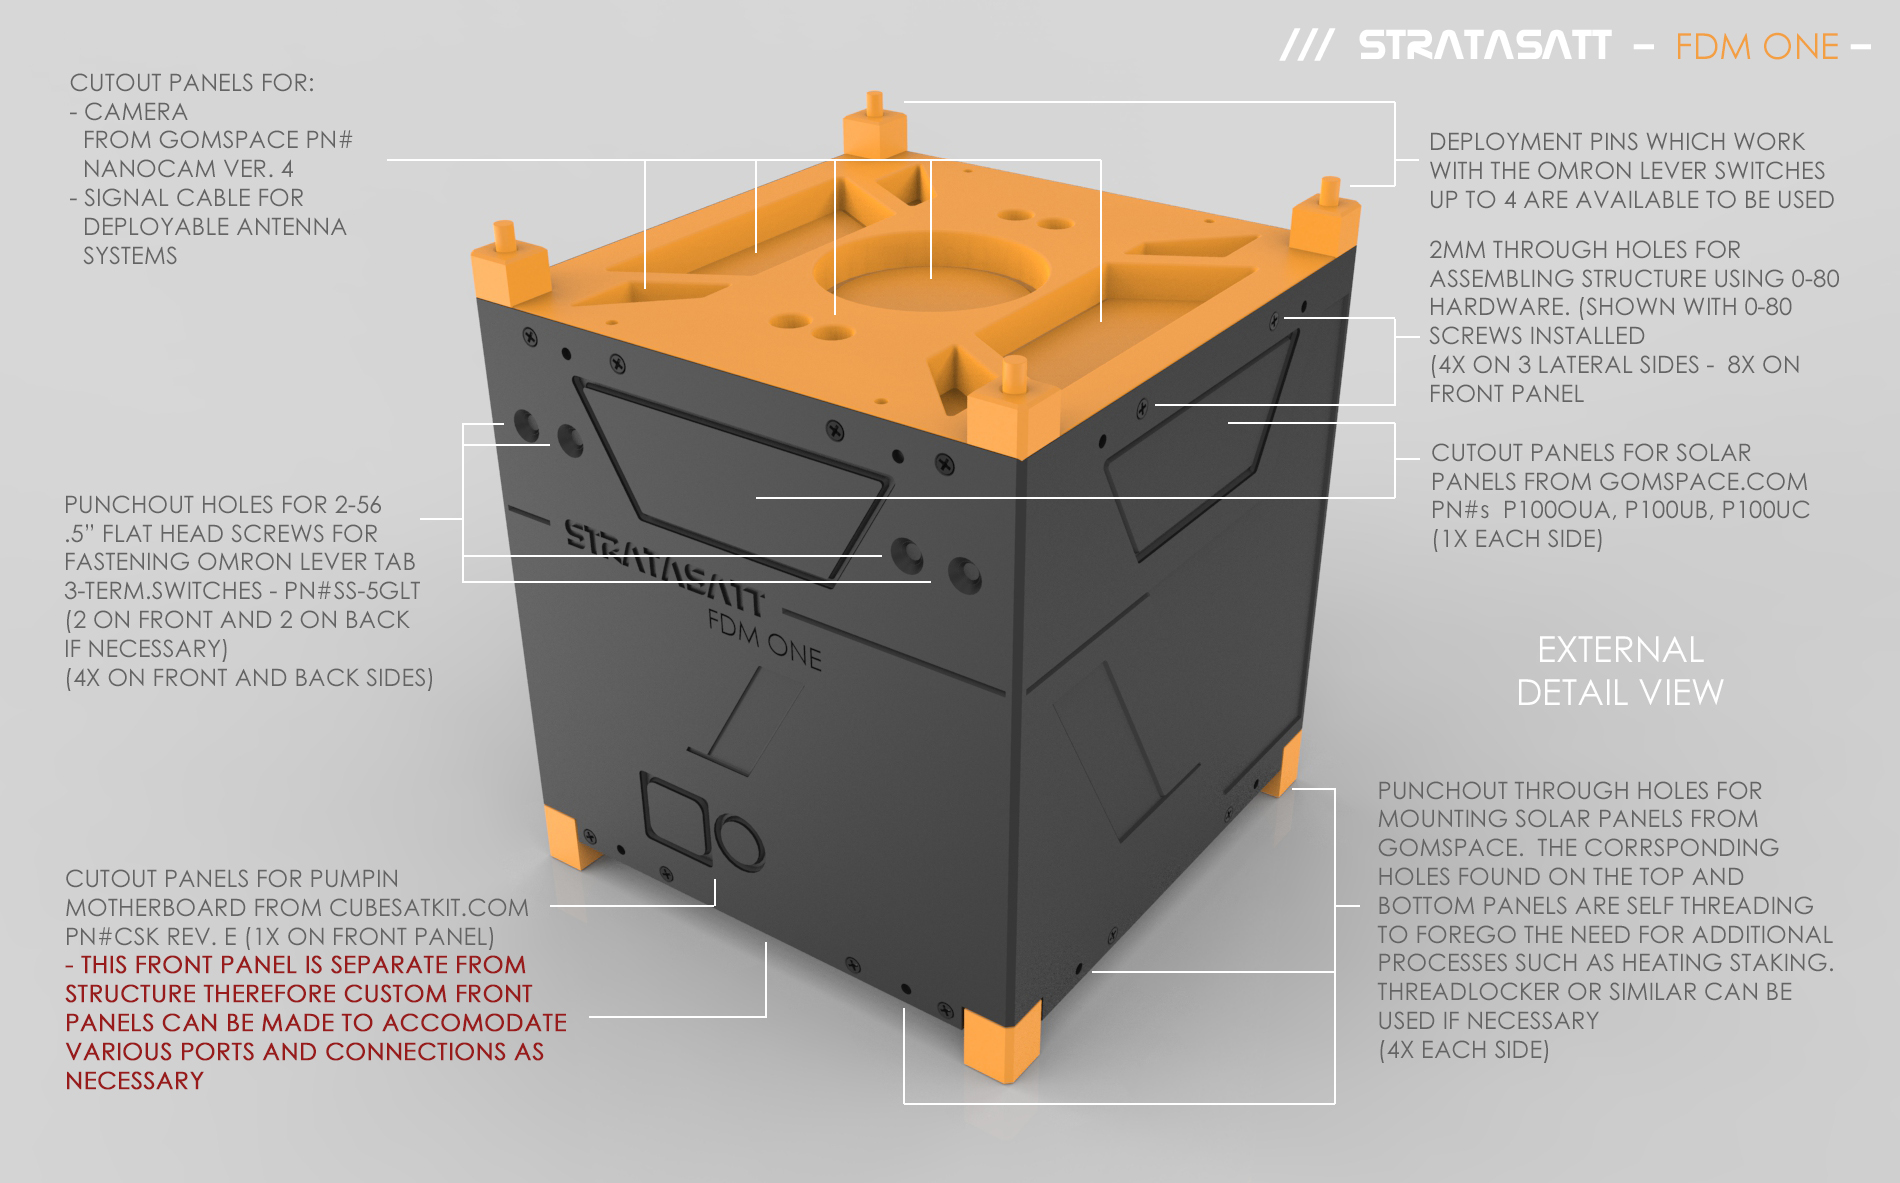 /// STRATASATT – FDM ONE –
CUTOUT PANELS FOR:
- CAMERA
FROM GOMSPACE PN#
NANOCAM VER. 4
- SIGNAL CABLE FOR
DEPLOYABLE ANTENNA
SYSTEMS
DEPLOYMENT PINS WHICH WORK
WITH THE OMRON LEVER SWITCHES
UP TO 4 ARE AVAILABLE TO BE USED
2MM THROUGH HOLES FOR
ASSEMBLING STRUCTURE USING 0-80
HARDWARE. (SHOWN WITH 0-80
SCREWS INSTALLED
(4X ON 3 LATERAL SIDES - 8X ON
FRONT PANEL
CUTOUT PANELS FOR SOLAR
PANELS FROM GOMSPACE.COM
PN#s P100OUA, P100UB, P100UC
(1X EACH SIDE)
PUNCHOUT HOLES FOR 2-56
.5” FLAT HEAD SCREWS FOR
FASTENING OMRON LEVER TAB
3-TERM.SWITCHES - PN#SS-5GLT
(2 ON FRONT AND 2 ON BACK
IF NECESSARY)
(4X ON FRONT AND BACK SIDES)
STRATASATT
FDM ONE
EXTERNAL
DETAIL VIEW
CUTOUT PANELS FOR PUMPIN
MOTHERBOARD FROM CUBESATKIT.COM
PN#CSK REV. E (1X ON FRONT PANEL)
- THIS FRONT PANEL IS SEPARATE FROM
STRUCTURE THEREFORE CUSTOM FRONT
PANELS CAN BE MADE TO ACCOMODATE
VARIOUS PORTS AND CONNECTIONS AS
NECESSARY
PUNCHOUT THROUGH HOLES FOR
MOUNTING SOLAR PANELS FROM
GOMSPACE. THE CORRSPONDING
HOLES FOUND ON THE TOP AND
BOTTOM PANELS ARE SELF THREADING
TO FOREGO THE NEED FOR ADDITIONAL
PROCESSES SUCH AS HEATING STAKING.
THREADLOCKER OR SIMILAR CAN BE
USED IF NECESSARY
(4X EACH SIDE)